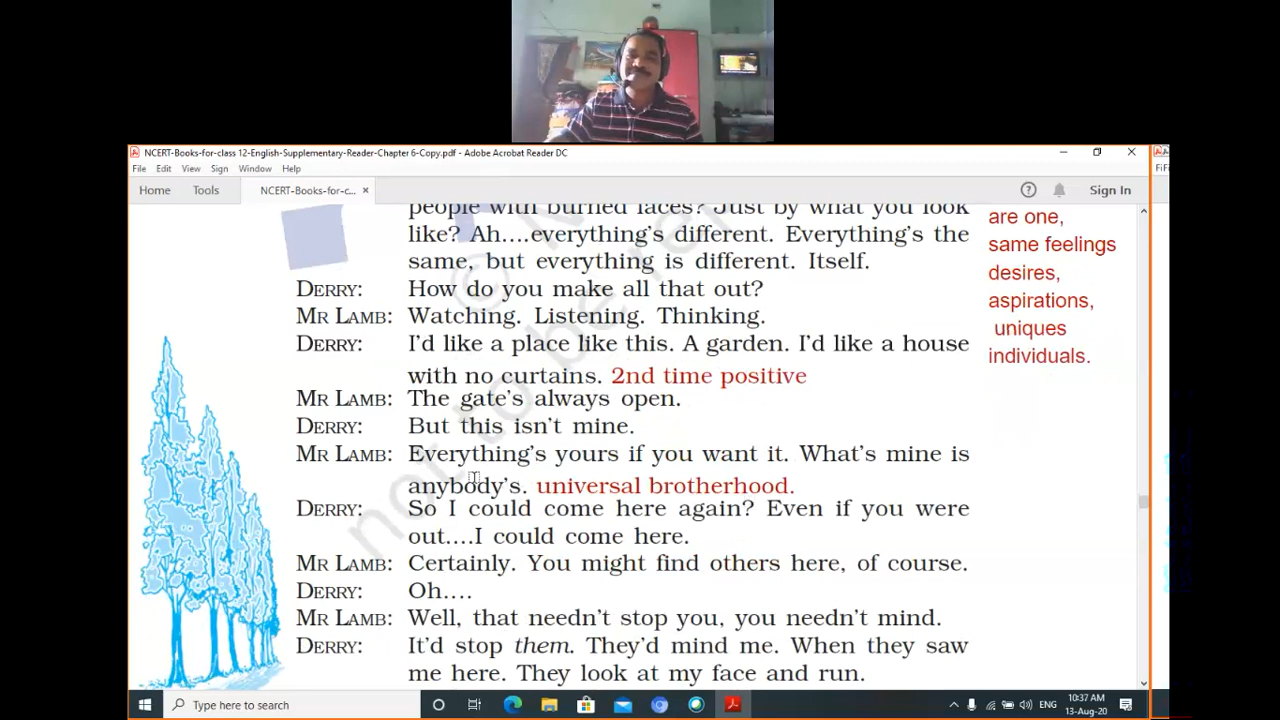 NCERT-Books-for-class 12-English-Supplementary-Reader-Chapter 6-Copy.pdf - Adobe Acrobat Reader DC
File Edit View Sign Window Help
Home Tools NCERT-Books-for-c... × Sign In
people with burned faces? Just by what you look
like? Ah....everything's different. Everything's the
same, but everything is different. Itself.
DERRY: How do you make all that out?
MR LAMB: Watching. Listening. Thinking.
DERRY: I'd like a place like this. A garden. I'd like a house
with no curtains. 2nd time positive
MR LAMB: The gate's always open.
DERRY: But this isn't mine.
MR LAMB: Everything's yours if you want it. What's mine is
anybody's. universal brotherhood.
DERRY: So I could come here again? Even if you were
out....I could come here.
MR LAMB: Certainly. You might find others here, of course.
DERRY: Oh....
MR LAMB: Well, that needn't stop you, you needn't mind.
DERRY: It'd stop them. They'd mind me. When they saw
me here. They look at my face and run.
are one,
same feelings
desires,
aspirations,
uniques
individuals.
not to be re
Type here to search
ENG
10:37 AM
13-Aug-20